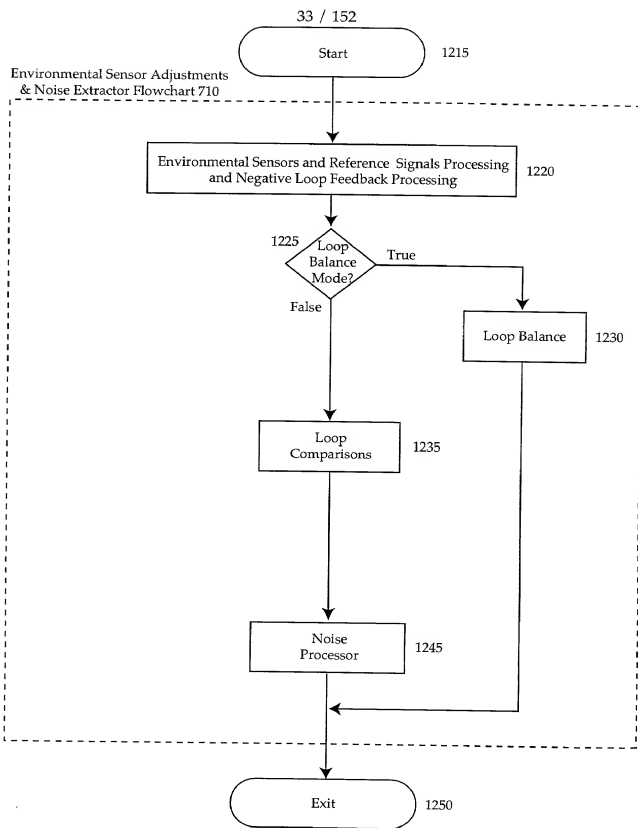 33 / 152
Start
1215
Environmental Sensor Adjustments
& Noise Extractor Flowchart 710
Environmental Sensors and Reference Signals Processing
and Negative Loop Feedback Processing
1220
1225
Loop
Balance
Mode?
True
False
Loop Balance
1230
Loop
Comparisons
1235
Noise
Processor
1245
Exit
1250